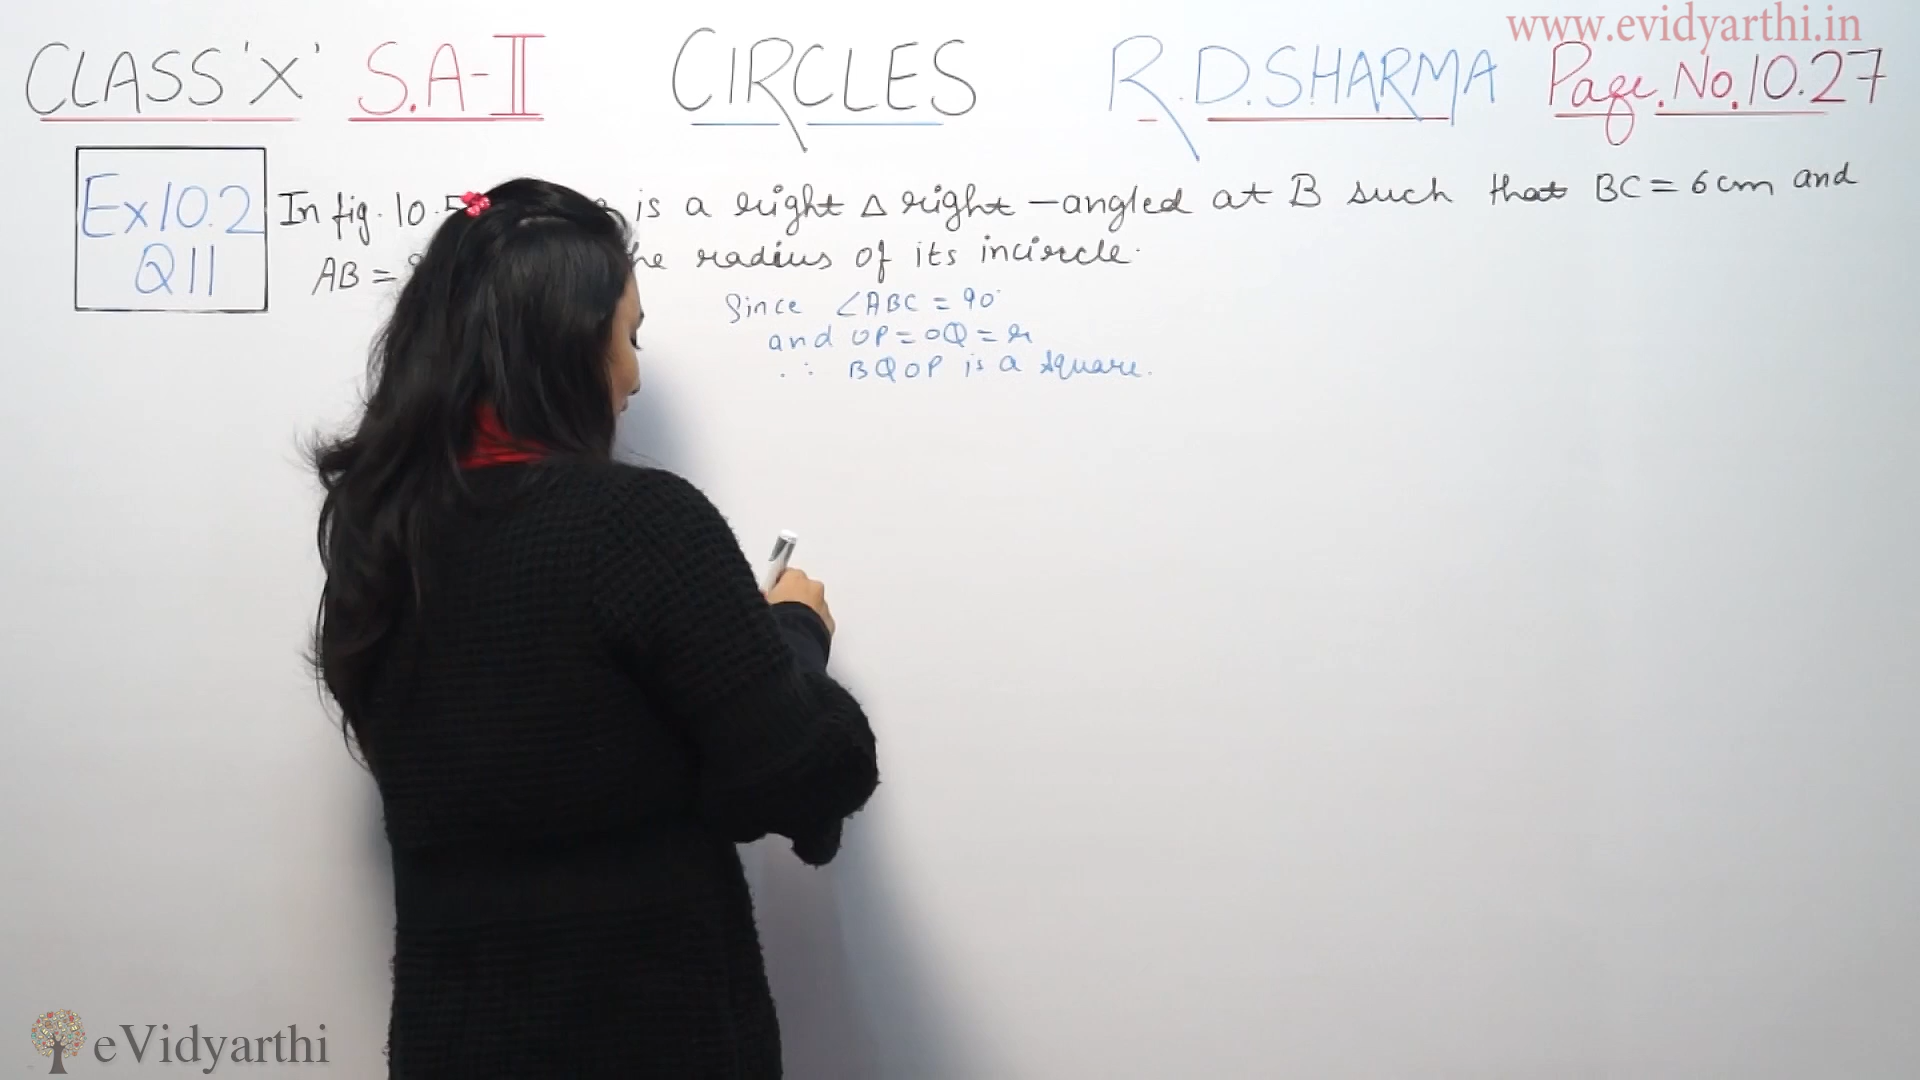 www.evidyarthi.in
CLASS 'X' S.A-II CIRCLES R.D.SHARMA Page.No.10.27
Ex10.2
Q11
In fig. 10.5 is a right Δ right-angled at B such that BC = 6cm and
AB = radius of its incircle.
Since ∠ABC = 90°
and OP = OQ = r
∴ BQOP is a square.
eVidyarthi